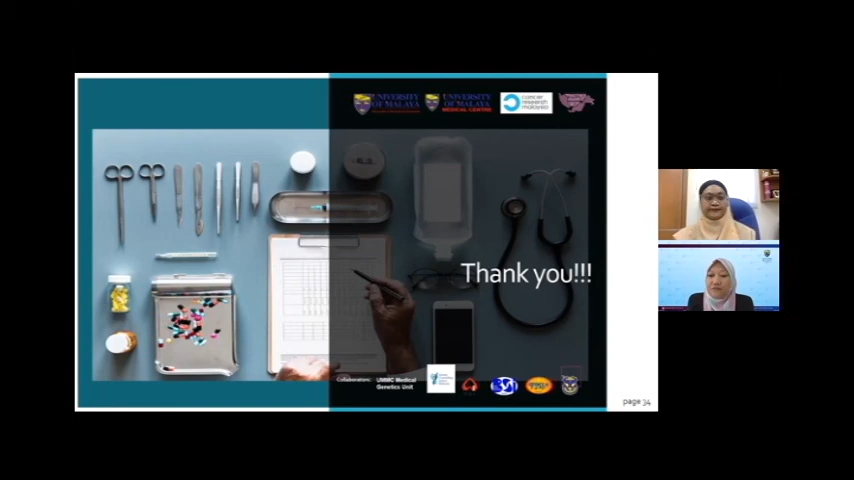 UNIVERSITY
OF MALAYA
UNIVERSITY
OF MALAYA
MEDICAL CENTRE
cancer
research
malaysia
Thank you!!!
Collaborators:
UMMC Medical
Genetics Unit
page 34